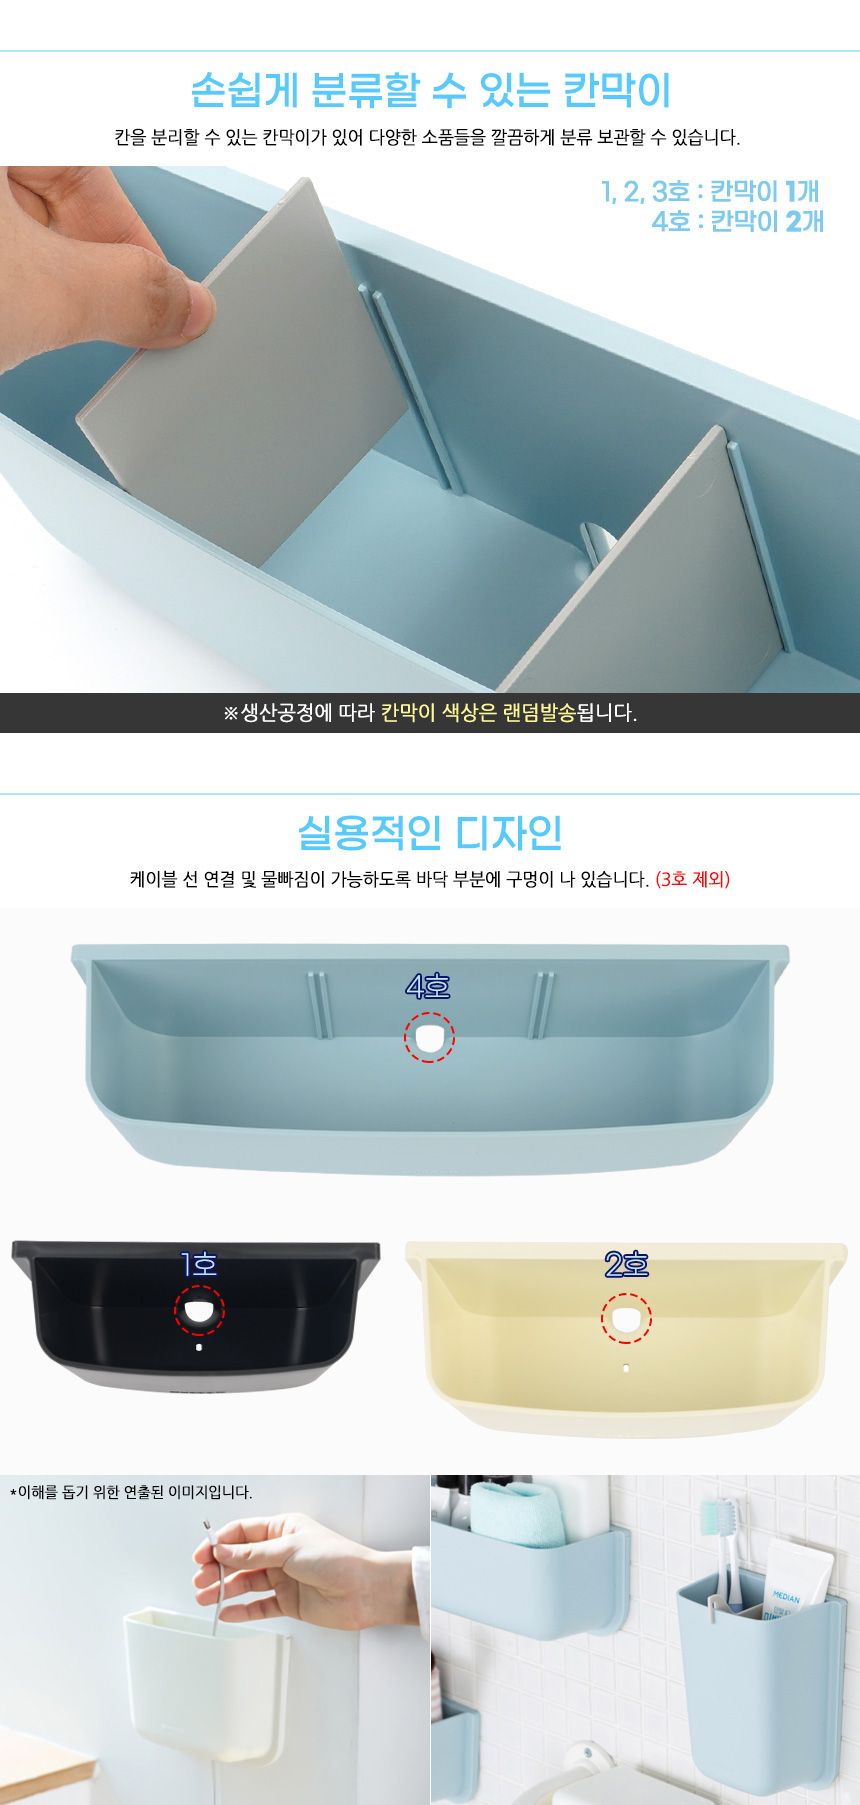 손쉽게 분류할 수 있는 칸막이
칸을 분리할 수 있는 칸막이가 있어 다양한 소품들을 깔끔하게 분류 보관할 수 있습니다.
1, 2, 3호 : 칸막이 1개
4호 : 칸막이 2개
※생산공정에 따라 칸막이 색상은 랜덤발송됩니다.
실용적인 디자인
케이블 선 연결 및 물빠짐이 가능하도록 바닥 부분에 구멍이 나 있습니다. (3호 제외)
4호
1호
2호
*이해를 돕기 위한 연출된 이미지입니다.
MEDIAN